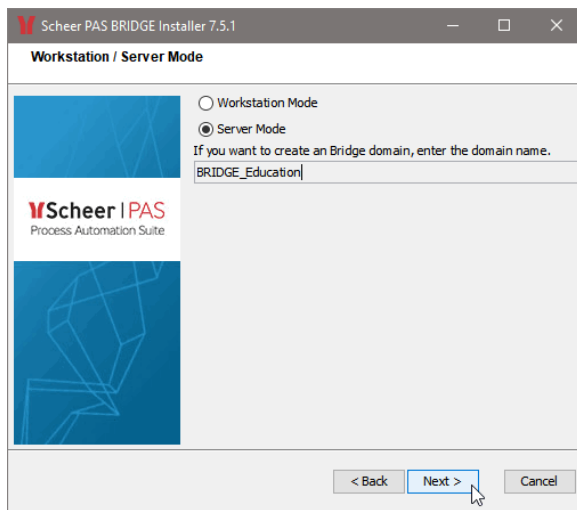 Scheer PAS BRIDGE Installer 7.5.1
Workstation / Server Mode
Workstation Mode
Server Mode
If you want to create an Bridge domain, enter the domain name.
BRIDGE_Education
Scheer | PAS
Process Automation Suite
< Back
Next >
Cancel